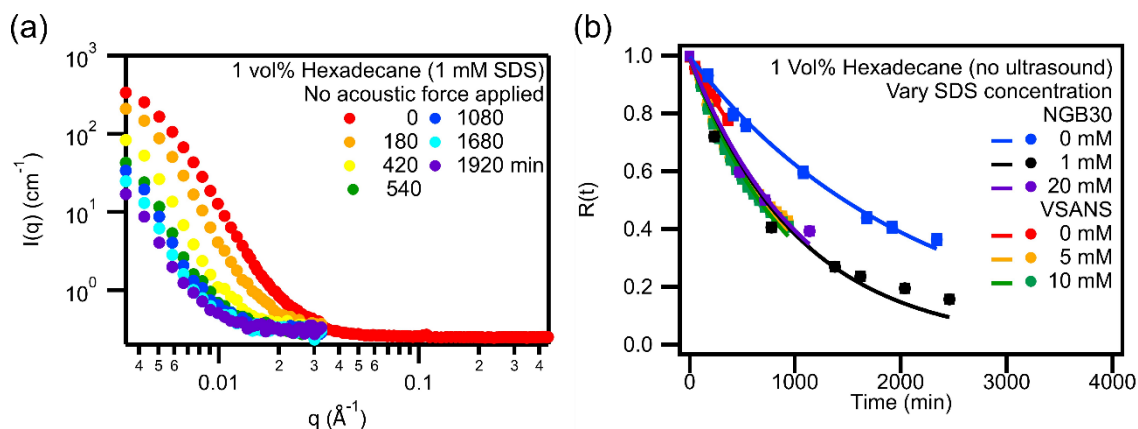 (a)
1 vol% Hexadecane (1 mM SDS)
No acoustic force applied
0 1080
180 1680
420 1920 min
540
I(q) (cm⁻¹)
10³
10²
10¹
10⁰
4 5 6 0.01 2 3 4 5 6 0.1 2 3 4
q (Å⁻¹)
(b)
1 Vol% Hexadecane (no ultrasound)
Vary SDS concentration
NGB30
0 mM
1 mM
20 mM
VSANS
0 mM
5 mM
10 mM
R(t)
1.0
0.8
0.6
0.4
0.2
0.0
0 1000 2000 3000 4000
Time (min)